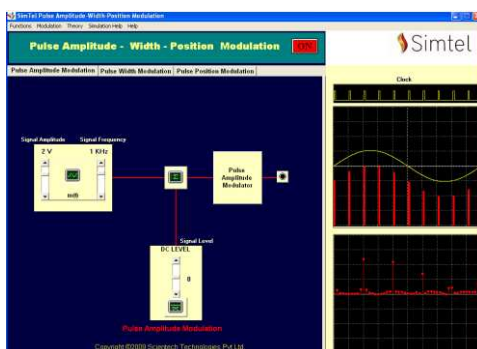 SimTel Pulse Amplitude-Width-Position Modulation
Functions Modulation Theory Simulation Help Help
Pulse Amplitude - Width - Position Modulation
ON
Simtel
Pulse Amplitude Modulation Pulse Width Modulation Pulse Position Modulation
Clock
Signal Amplitude Signal Frequency
2 V 1 KHz
Pulse
Amplitude
Modulator
Signal Level
DC LEVEL
0
Pulse Amplitude Modulation
Copyright ©2009 Scientech Technologies Pvt Ltd